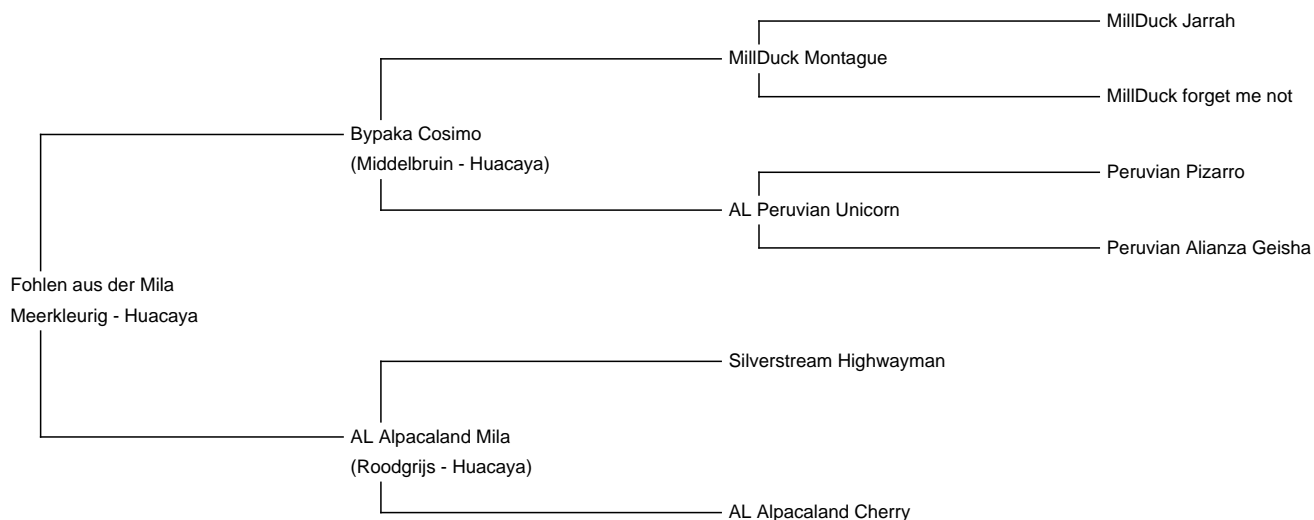 MillDuck Jarrah
MillDuck Montague
MillDuck forget me not
Bypaka Cosimo
(Middelbruin - Huacaya)
Peruvian Pizarro
AL Peruvian Unicorn
Peruvian Alianza Geisha
Fohlen aus der Mila
Meerkleurig - Huacaya
Silverstream Highwayman
AL Alpacaland Mila
(Roodgrijs - Huacaya)
AL Alpacaland Cherry